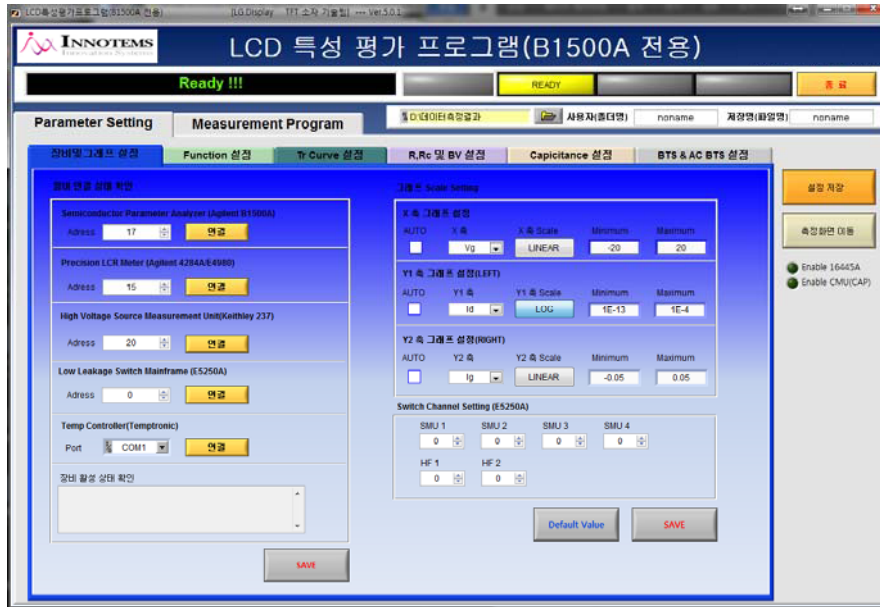 LCD특성평가프로그램(B1500A 전용) [LG.Display TFT 소자 기술팀] --- Ver5.0.1
INNOTEMS
LCD 특성 평가 프로그램(B1500A 전용)
Ready !!!
READY
종 료
Parameter Setting
Measurement Program
D:\데이터측정결과
사용자(폴더명)
noname
저장명(파일명)
noname
장비및그래프 설정
Function 설정
Tr Curve 설정
R,Rc 및 BV 설정
Capicitance 설정
BTS & AC BTS 설정
장비 연결 상태 확인
Semiconductor Parameter Analyzer (Agilent B1500A)
Adress 17 연결
Precision LCR Meter (Agilent 4284A/E4980)
Adress 15 연결
High Voltage Source Measurement Unit(Keithley 237)
Adress 20 연결
Low Leakage Switch Mainframe (E5250A)
Adress 0 연결
Temp Controller(Temptronic)
Port COM1 연결
장비 활성 상태 확인
SAVE
그래프 Scale Setting
X 축 그래프 설정
AUTO X 축 X 축 Scale Minimum Maximum
Vg LINEAR -20 20
Y1 축 그래프 설정(LEFT)
AUTO Y1 축 Y1 축 Scale Minimum Maximum
Id LOG 1E-13 1E-4
Y2 축 그래프 설정(RIGHT)
AUTO Y2 축 Y2 축 Scale Minimum Maximum
Ig LINEAR -0.05 0.05
Switch Channel Setting (E5250A)
SMU 1 SMU 2 SMU 3 SMU 4
0 0 0 0
HF 1 HF 2
0 0
Default Value
SAVE
설정 저장
측정화면 이동
Enable 16445A
Enable CMU(CAP)